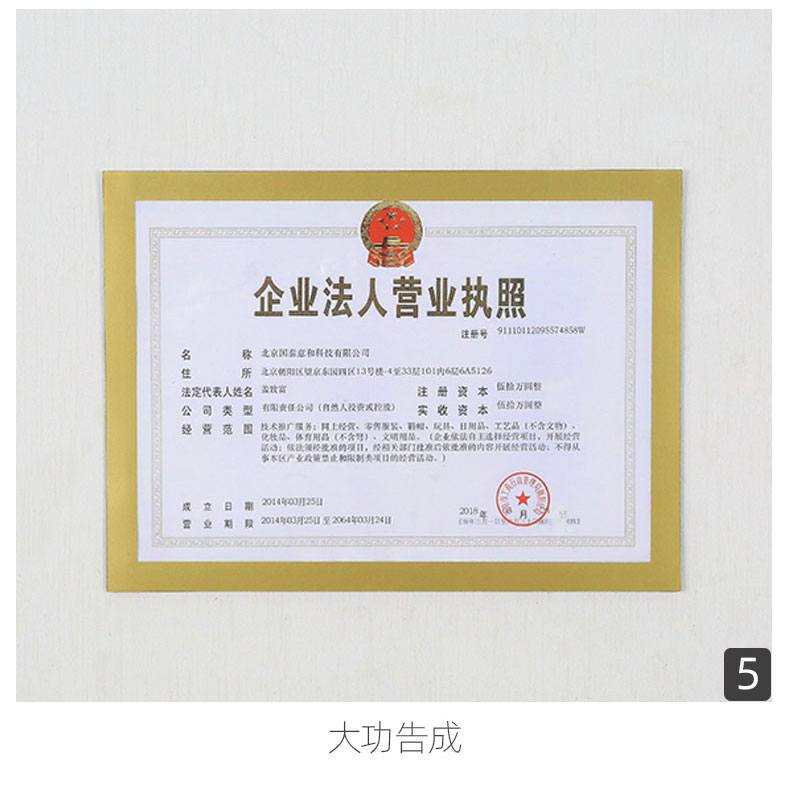 企业法人营业执照
注册号 91110112095574858W
名称 北京国泰意和科技有限公司
住所 北京朝阳区望京东园四区13号楼-4至33层101内6层6A5126
法定代表人姓名 盖致富 注册资本 伍拾万圆整
公司类型 有限责任公司(自然人投资或控股) 实收资本 伍拾万圆整
经营范围 技术推广服务;网上经营、零售服装、鞋帽、玩具、日用品、工艺品(不含文物)、
化妆品、体育用品(不含弩)、文明用品。(企业依法自主选择经营项目,开展经营
活动;依法须经批准的项目,经相关部门批准后依批准的内容开展经营活动;不得从
事本区产业政策禁止和限制类项目的经营活动。)
成立日期 2014年03月25日
营业期限 2014年03月25日 至 2064年03月24日
2018年 月 日
5
大功告成